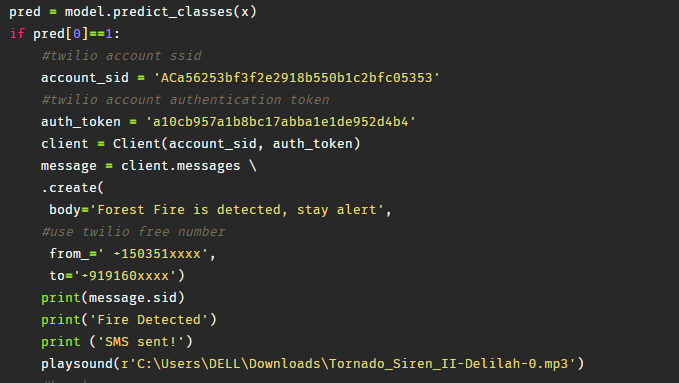 pred = model.predict_classes(x)
if pred[0]==1:
#twilio account ssid
account_sid = 'ACa56253bf3f2e2918b550b1c2bfc05353'
#twilio account authentication token
auth_token = 'a10cb957a1b8bc17abba1e1de952d4b4'
client = Client(account_sid, auth_token)
message = client.messages \
.create(
body='Forest Fire is detected, stay alert',
#use twilio free number
from_=' +150351xxxx',
to='+919160xxxx')
print(message.sid)
print('Fire Detected')
print ('SMS sent!')
playsound(r'C:\Users\DELL\Downloads\Tornado_Siren_II-Delilah-0.mp3')